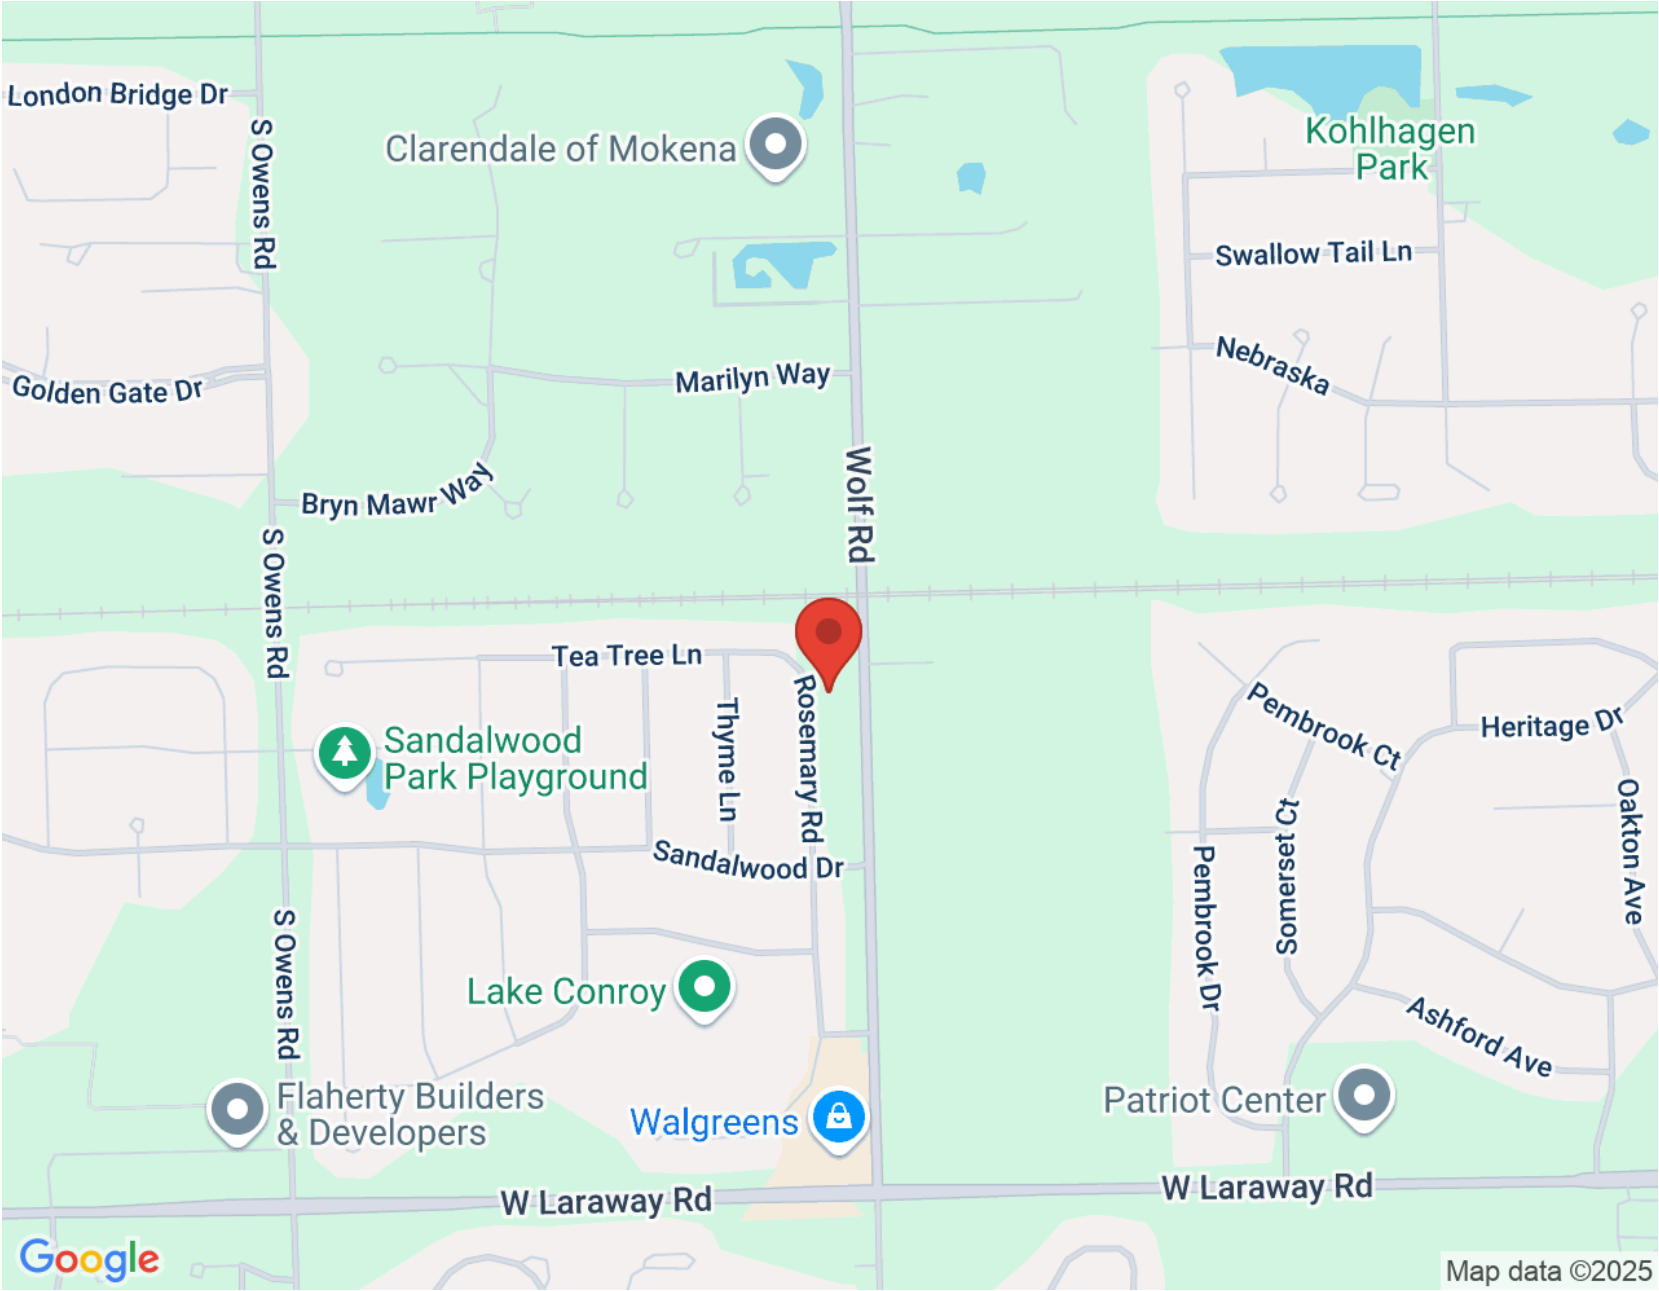 London Bridge Dr
S Owens Rd
Clarendale of Mokena
Kohlhagen
Park
Swallow Tail Ln
Nebraska
Golden Gate Dr
Marilyn Way
Bryn Mawr Way
Wolf Rd
S Owens Rd
Tea Tree Ln
Rosemary Rd
Thyme Ln
Sandalwood
Park Playground
Sandalwood Dr
Pembrook Ct
Heritage Dr
Somerset Ct
Oakton Ave
Pembrook Dr
S Owens Rd
Lake Conroy
Ashford Ave
Flaherty Builders
& Developers
Walgreens
Patriot Center
W Laraway Rd
W Laraway Rd
Google
Map data ©2025